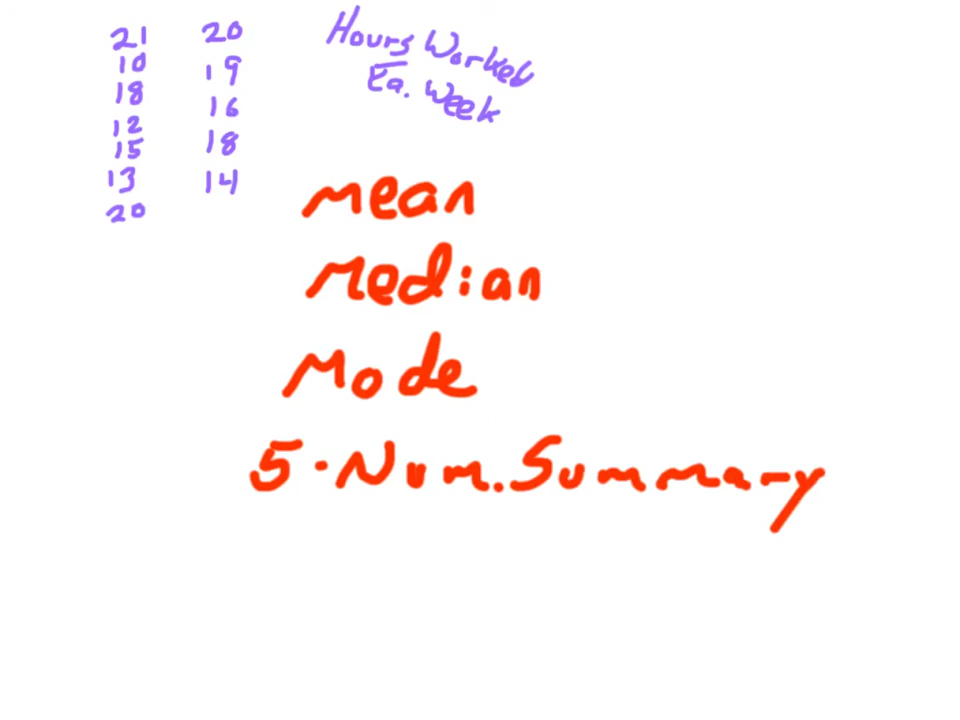 21 20
10 19
18 16
12 18
15 14
13
20
Hours Worked
Ea. Week
mean
Median
Mode
5-Num. Summary